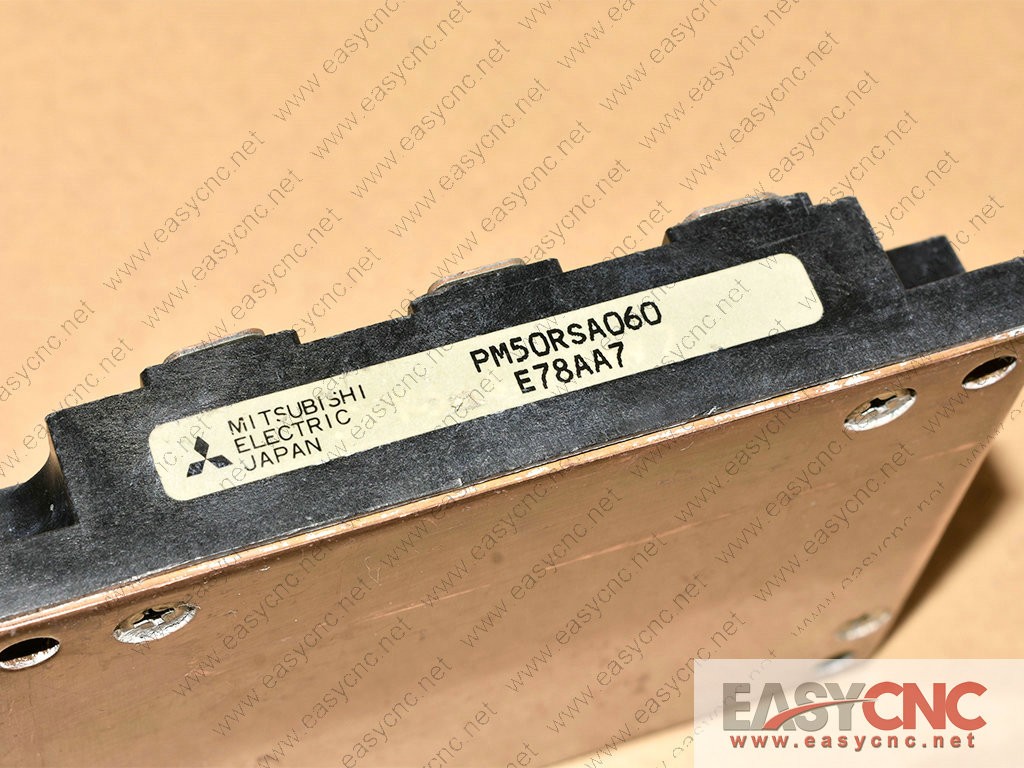 MITSUBISHI
ELECTRIC
JAPAN
PM50RSA060
E78AA7
EASYCNC
www.easycnc.net